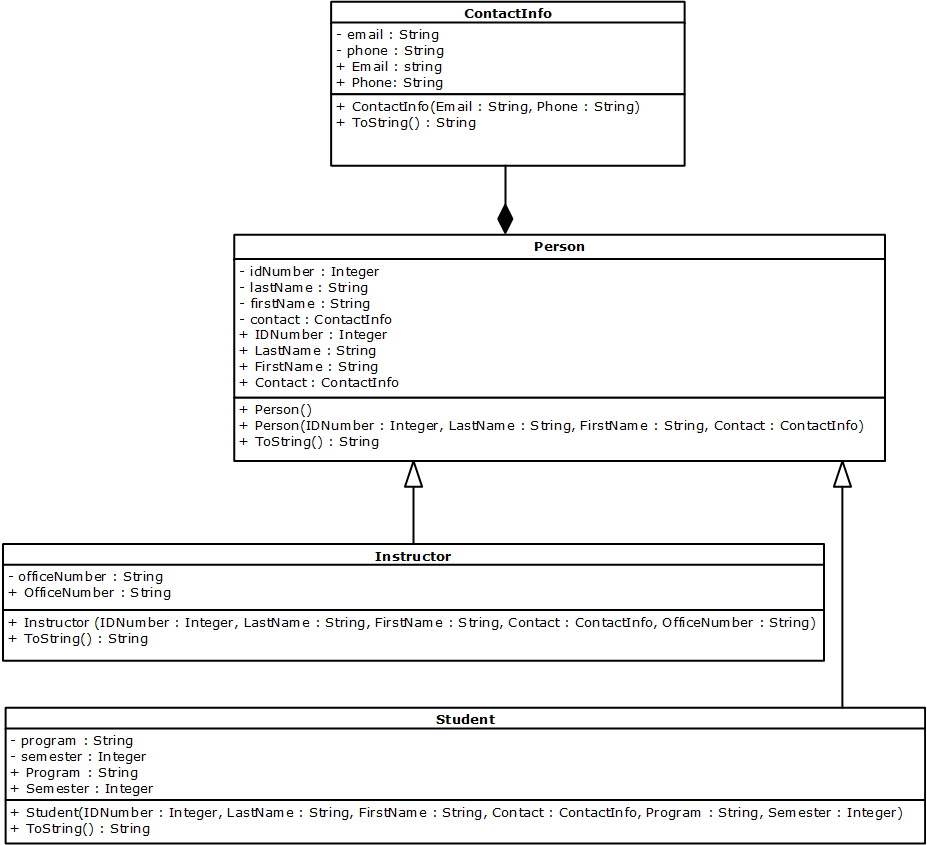 ContactInfo
- email : String
- phone : String
+ Email : string
+ Phone: String
+ ContactInfo(Email : String, Phone : String)
+ ToString() : String
Person
- idNumber : Integer
- lastName : String
- firstName : String
- contact : ContactInfo
+ IDNumber : Integer
+ LastName : String
+ FirstName : String
+ Contact : ContactInfo
+ Person()
+ Person(IDNumber : Integer, LastName : String, FirstName : String, Contact : ContactInfo)
+ ToString() : String
Instructor
- officeNumber : String
+ OfficeNumber : String
+ Instructor (IDNumber : Integer, LastName : String, FirstName : String, Contact : ContactInfo, OfficeNumber : String)
+ ToString() : String
Student
- program : String
- semester : Integer
+ Program : String
+ Semester : Integer
+ Student(IDNumber : Integer, LastName : String, FirstName : String, Contact : ContactInfo, Program : String, Semester : Integer)
+ ToString() : String